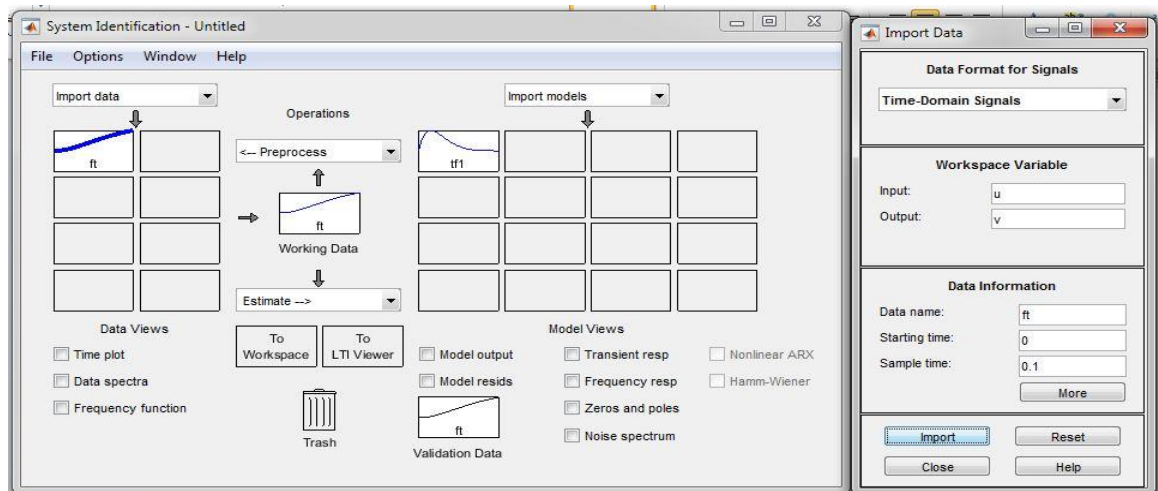 System Identification - Untitled
File Options Window Help
Import data
Operations
Import models
ft
<-- Preprocess
tf1
ft
Working Data
Estimate -->
Data Views
To Workspace
To LTI Viewer
Model Views
Time plot
Data spectra
Frequency function
Trash
Model output
Transient resp
Nonlinear ARX
Model resids
Frequency resp
Hamm-Wiener
Zeros and poles
Noise spectrum
ft
Validation Data
Import Data
Data Format for Signals
Time-Domain Signals
Workspace Variable
Input: u
Output: v
Data Information
Data name: ft
Starting time: 0
Sample time: 0.1
More
Import Reset
Close Help